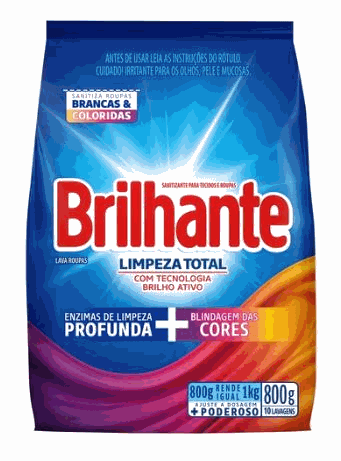 ANTES DE USAR LEIA AS INSTRUÇÕES DO RÓTULO.
CUIDADO! IRRITANTE PARA OS OLHOS, PELE E MUCOSAS.
SANITIZA ROUPAS
BRANCAS &
COLORIDAS
SANITIZANTE PARA TECIDOS E ROUPAS
Brilhante
LAVA ROUPAS
LIMPEZA TOTAL
COM TECNOLOGIA
BRILHO ATIVO
ENZIMAS DE LIMPEZA
PROFUNDA
+
BLINDAGEM DAS
CORES
800g RENDE IGUAL 1kg
AJUSTE A DOSAGEM
+ PODEROSO
800g
10 LAVAGENS